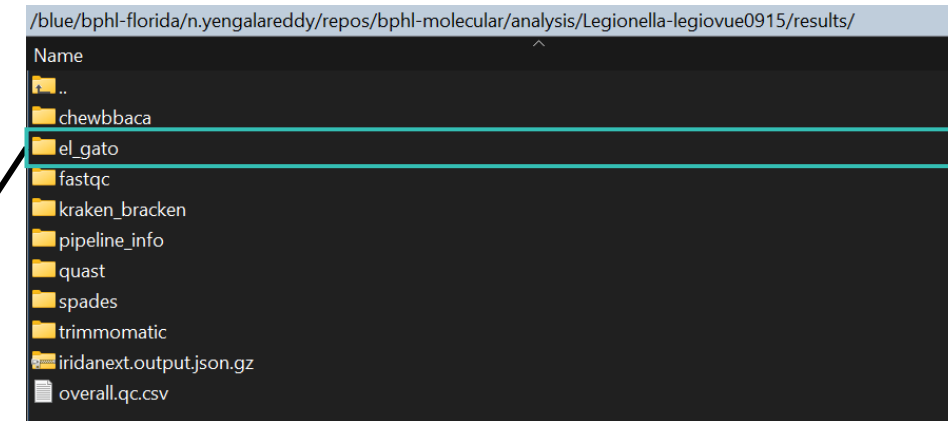 /blue/bphl-florida/n.yengalareddy/repos/bphl-molecular/analysis/Legionella-legiovue0915/results/
Name
..
chewbbaca
el_gato
fastqc
kraken_bracken
pipeline_info
quast
spades
trimmomatic
iridanext.output.json.gz
overall.qc.csv